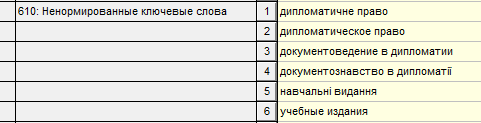 610: Ненормированные ключевые слова 1 дипломатичне право
2 дипломатическое право
3 документоведение в дипломатии
4 документознавство в дипломатії
5 навчальні видання
6 учебные издания